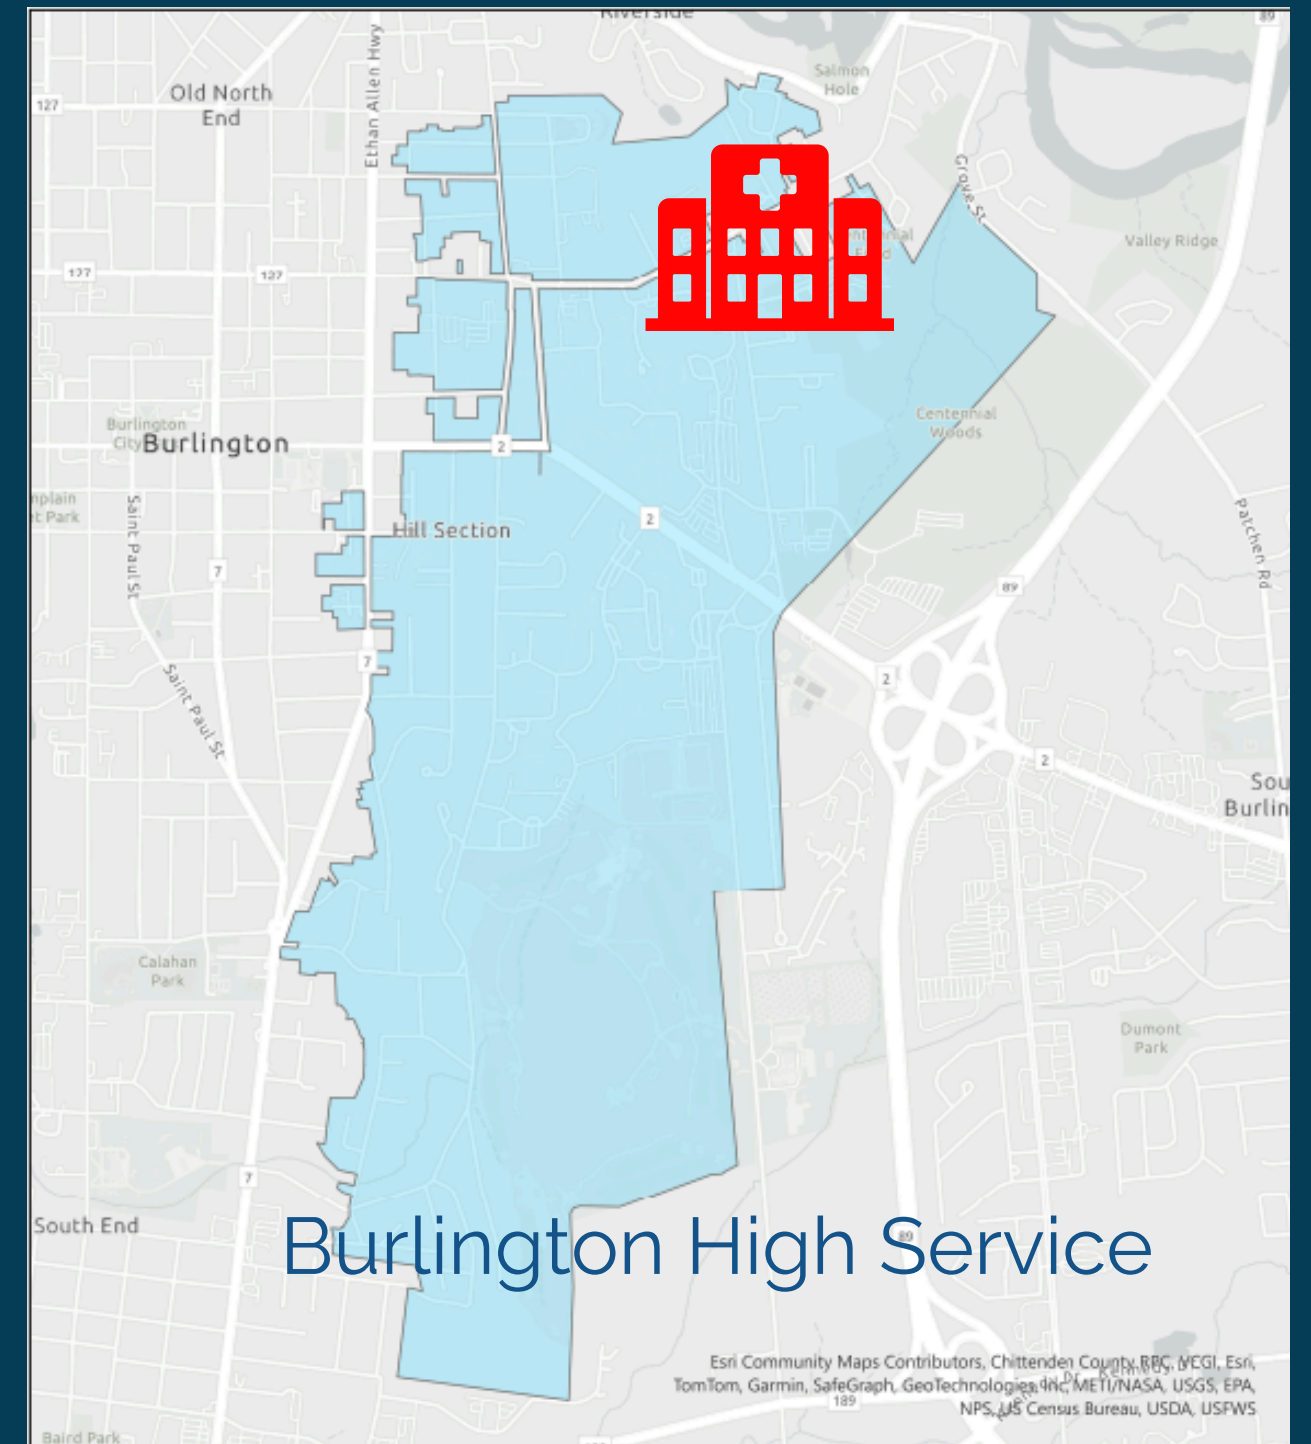 Riverside
89
Salmon
Hole
Old North
End
127
Ethan Allen Hwy
Grove St
Valley Ridge
127
127
Centennial
Woods
Burlington
City
Burlington
2
Hill Section
2
Saint Paul St
Patchen Rd
7
89
7
2
Saint Paul St
2
Calahan
Park
Dumont
Park
7
South End
Burlington High Service
89
Esri Community Maps Contributors, Chittenden County RPC, VCGI, Esri,
TomTom, Garmin, SafeGraph, GeoTechnologies, Inc, METI/NASA, USGS, EPA,
NPS, US Census Bureau, USDA, USFWS
189
Baird Park